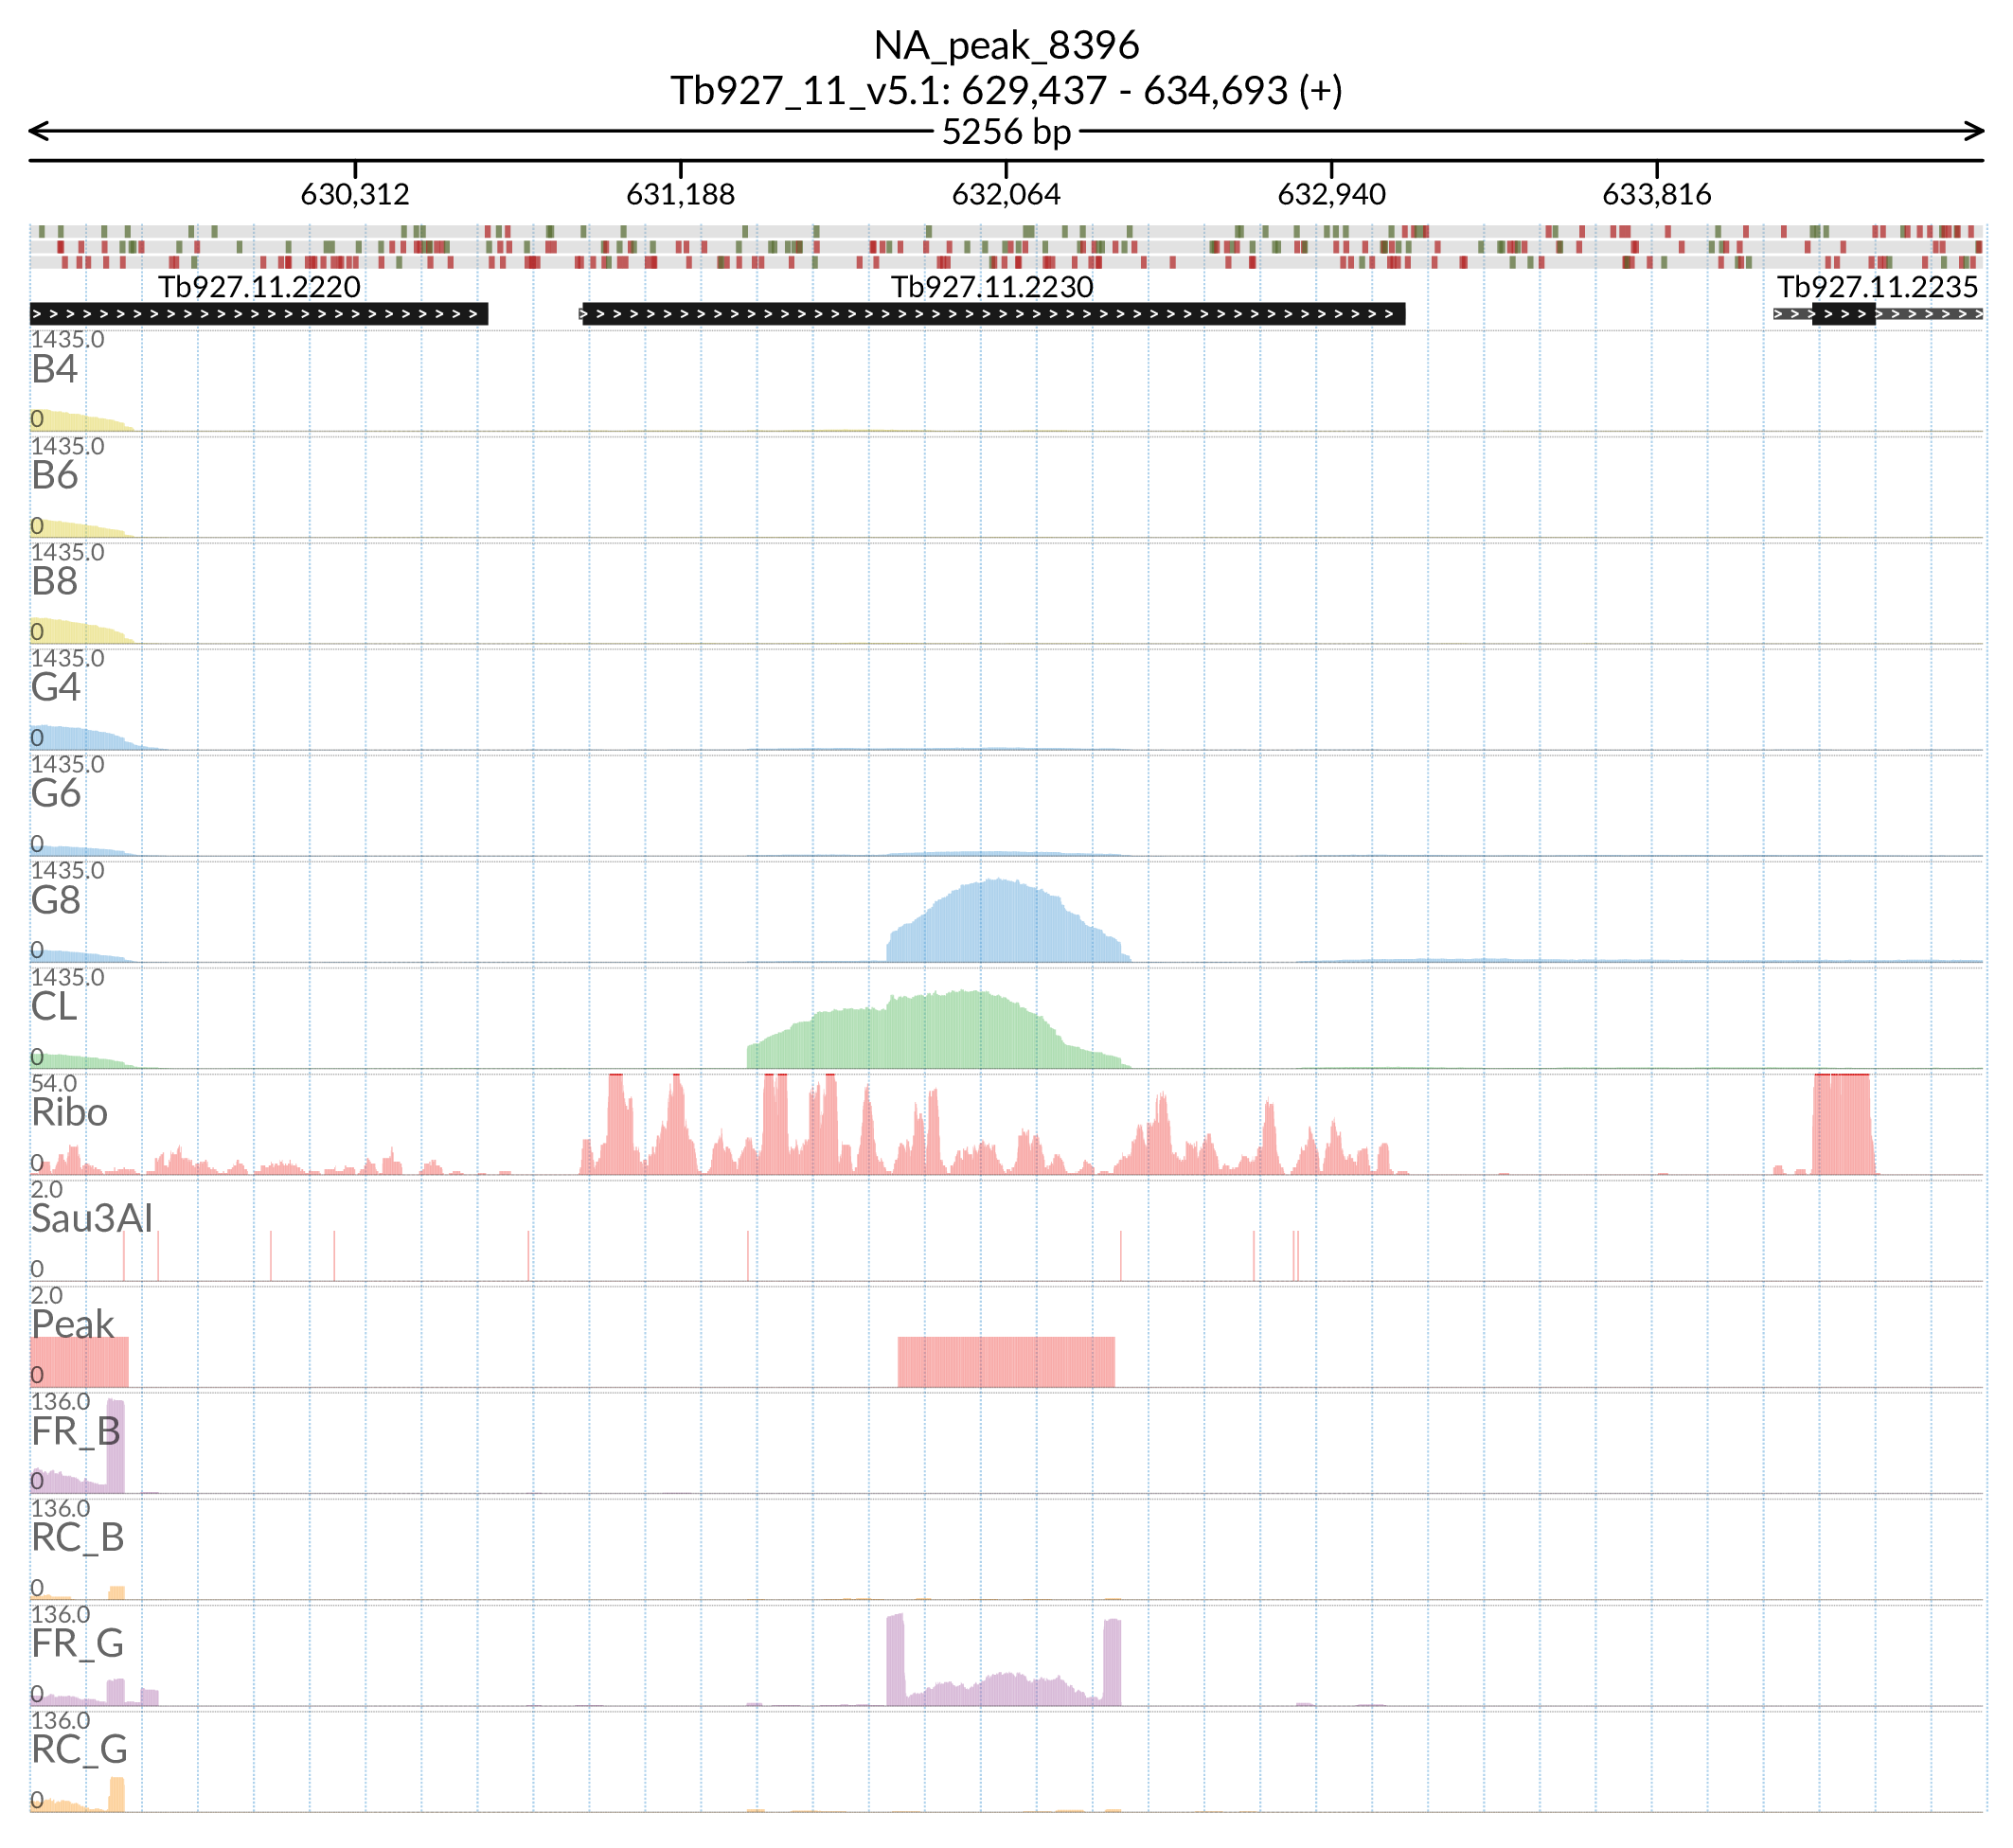 NA_peak_8396
Tb927_11_v5.1: 629,437 - 634,693 (+)
5256 bp
630,312 631,188 632,064 632,940 633,816
Tb927.11.2220 Tb927.11.2230 Tb927.11.2235
1435.0
B4
0
1435.0
B6
0
1435.0
B8
0
1435.0
G4
0
1435.0
G6
0
1435.0
G8
0
1435.0
CL
0
54.0
Ribo
0
2.0
Sau3AI
0
2.0
Peak
0
136.0
FR_B
0
136.0
RC_B
0
136.0
FR_G
0
136.0
RC_G
0